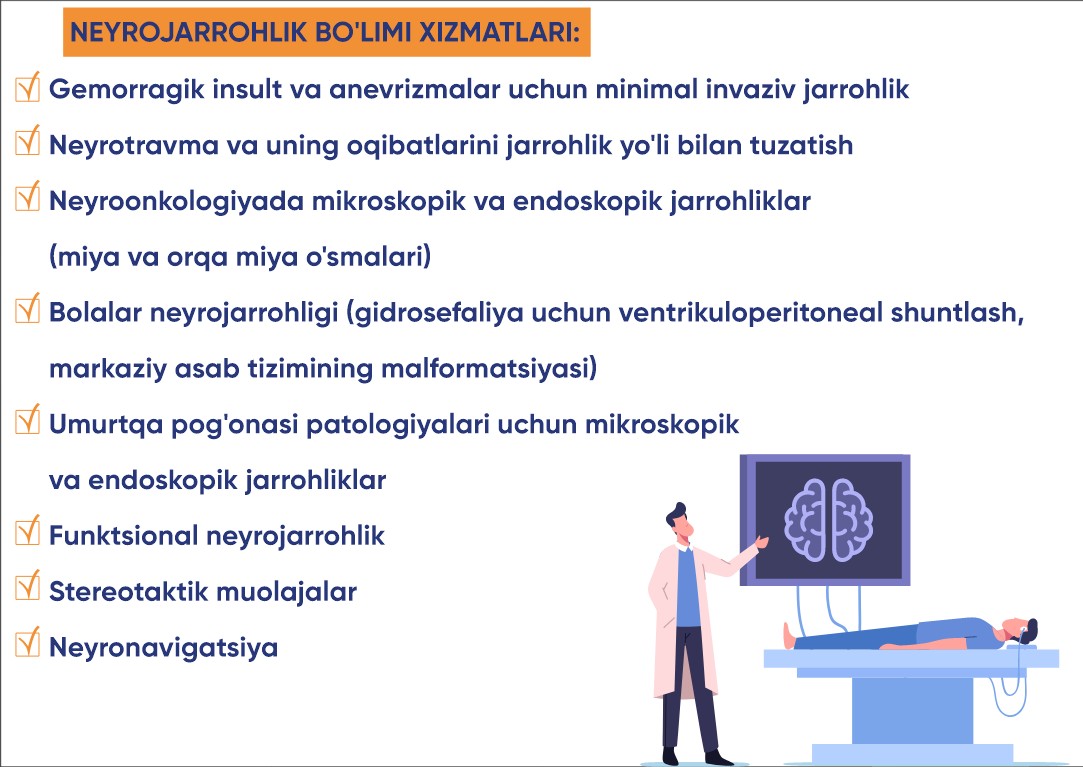 NEYROJARROHLIK BO'LIMI XIZMATLARI:
Gemorragik insult va anevrizmalar uchun minimal invaziv jarrohlik
Neyrotravma va uning oqibatlarini jarrohlik yo'li bilan tuzatish
Neyroonkologiyada mikroskopik va endoskopik jarrohliklar
(miya va orqa miya o'smalari)
Bolalar neyrojarrohligi (gidrosefaliya uchun ventrikuloperitoneal shuntlash,
markaziy asab tizimining malformatsiyasi)
Umurtqa pog'onasi patologiyalari uchun mikroskopik
va endoskopik jarrohliklar
Funktsional neyrojarrohlik
Stereotaktik muolajalar
Neyronavigatsiya